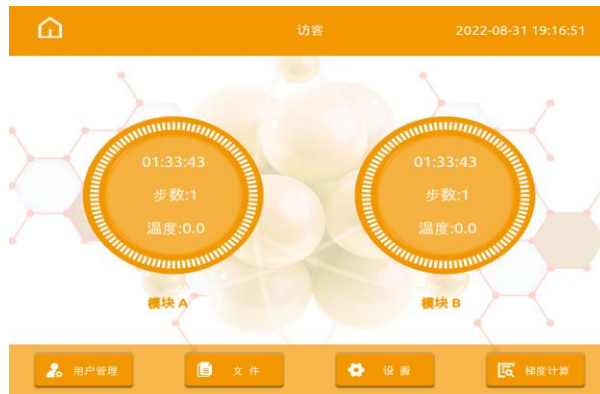 访客
2022-08-31 19:16:51
01:33:43
步数:1
温度:0.0
模块 A
01:33:43
步数:1
温度:0.0
模块 B
用户管理
文件
设置
梯度计算